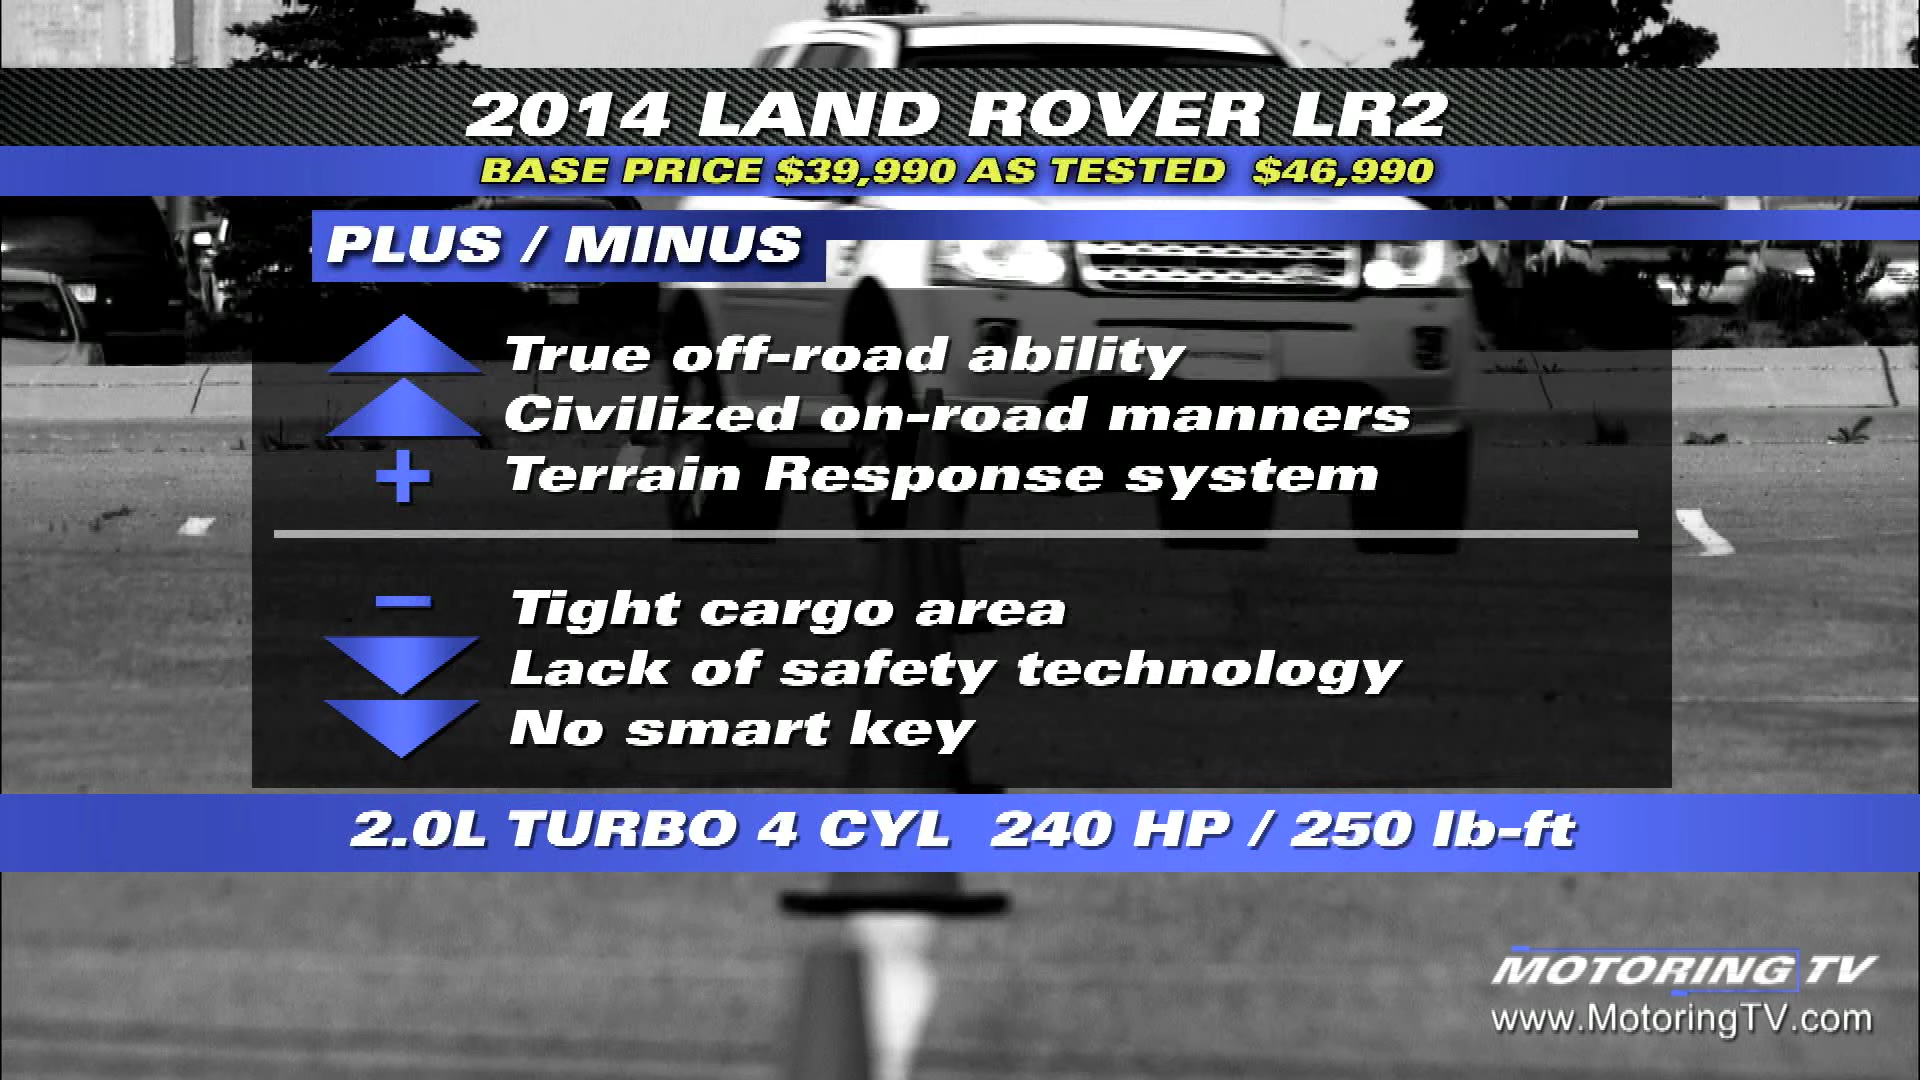 2014 LAND ROVER LR2
BASE PRICE $39,990 AS TESTED $46,990
PLUS / MINUS
True off-road ability
Civilized on-road manners
+ Terrain Response system
– Tight cargo area
Lack of safety technology
No smart key
2.0L TURBO 4 CYL 240 HP / 250 lb-ft
MOTORING TV
www.MotoringTV.com